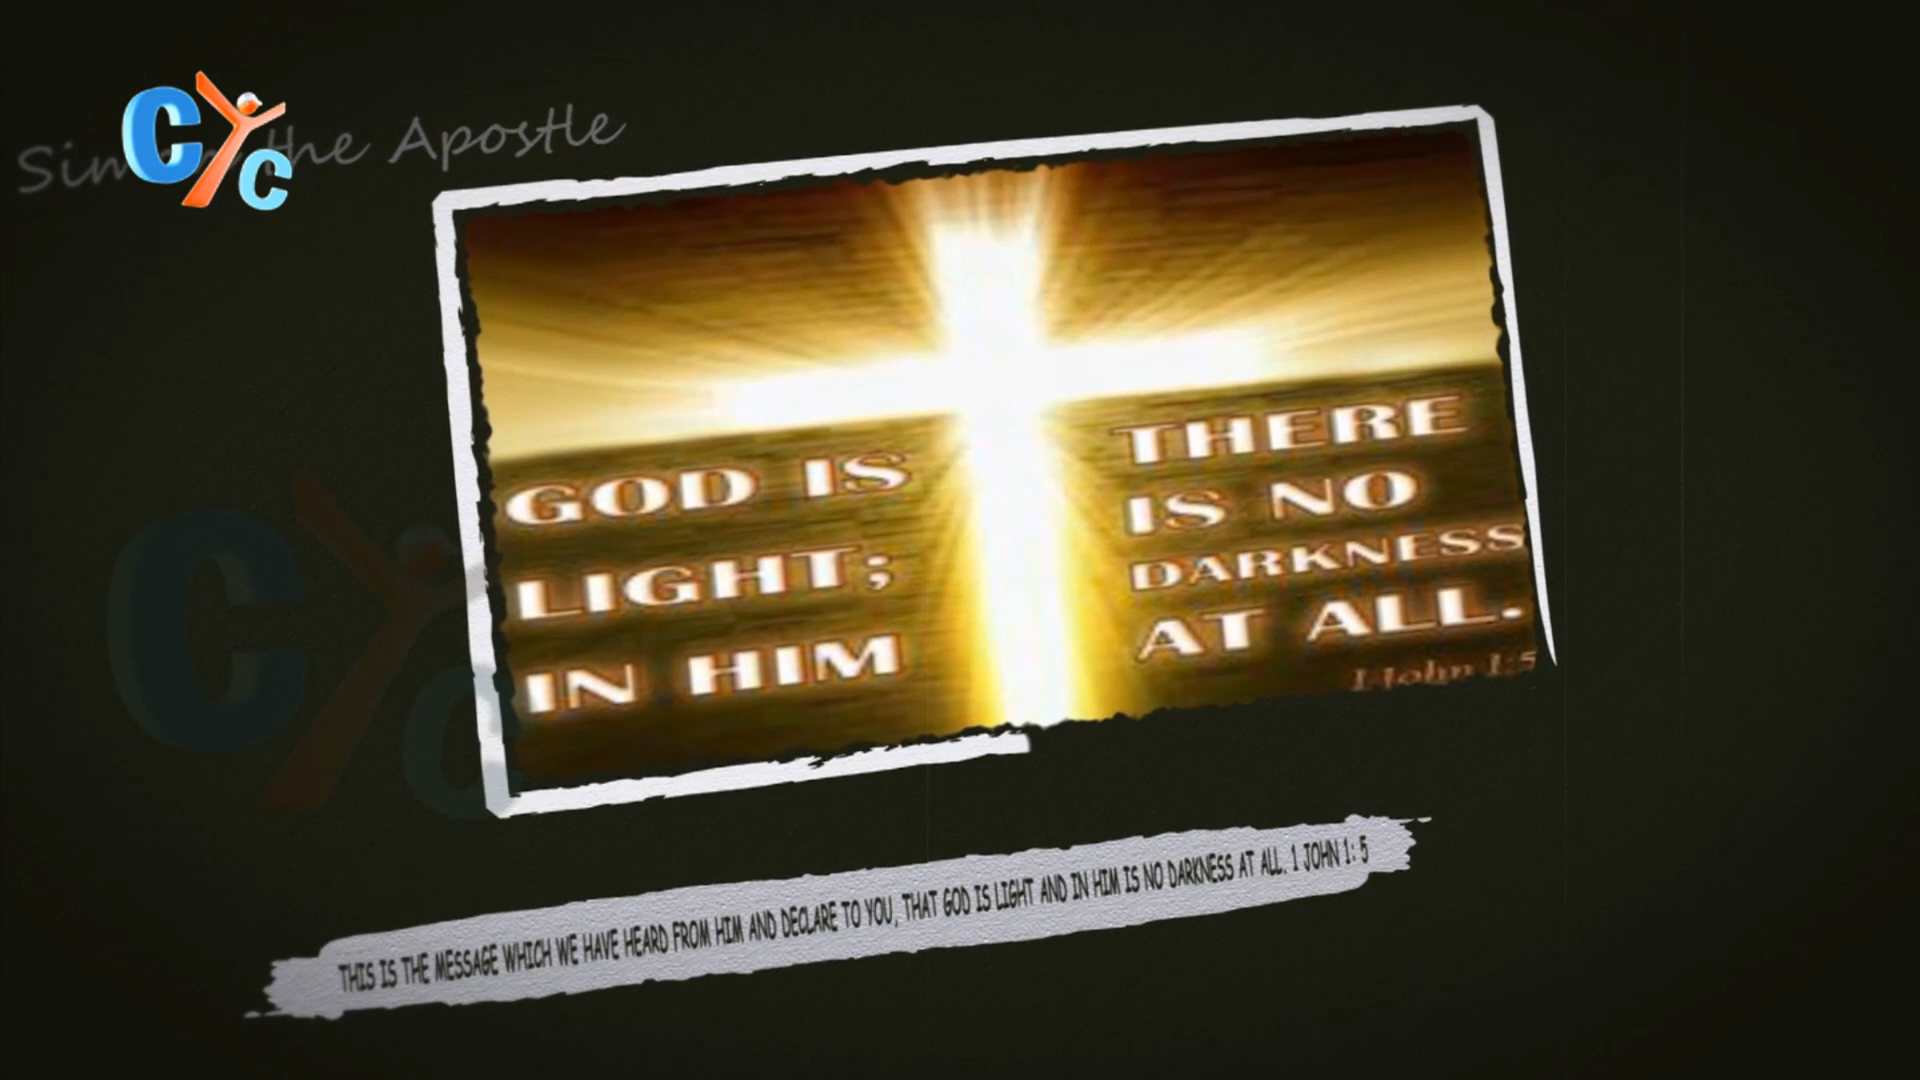 CYC
the Apostle
GOD IS
LIGHT;
IN HIM
THERE
IS NO
DARKNESS
AT ALL.
1 John 1:5
CYC
THIS IS THE MESSAGE WHICH WE HAVE HEARD FROM HIM AND DECLARE TO YOU, THAT GOD IS LIGHT AND IN HIM IS NO DARKNESS AT ALL. 1 JOHN 1: 5